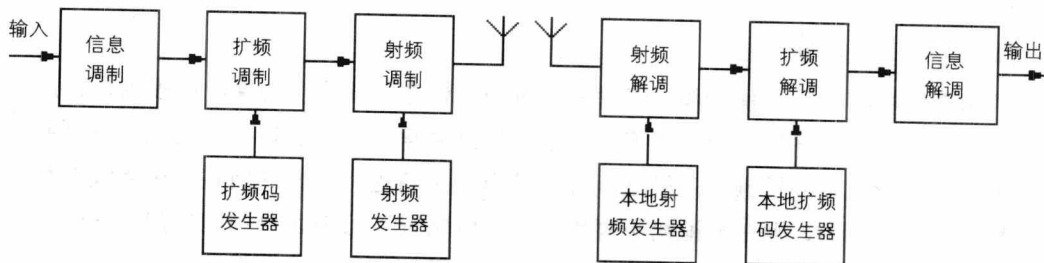 输入
信息
调制
扩频
调制
射频
调制
射频
解调
扩频
解调
信息
解调
输出
扩频码
发生器
射频
发生器
本地射
频发生器
本地扩频
码发生器